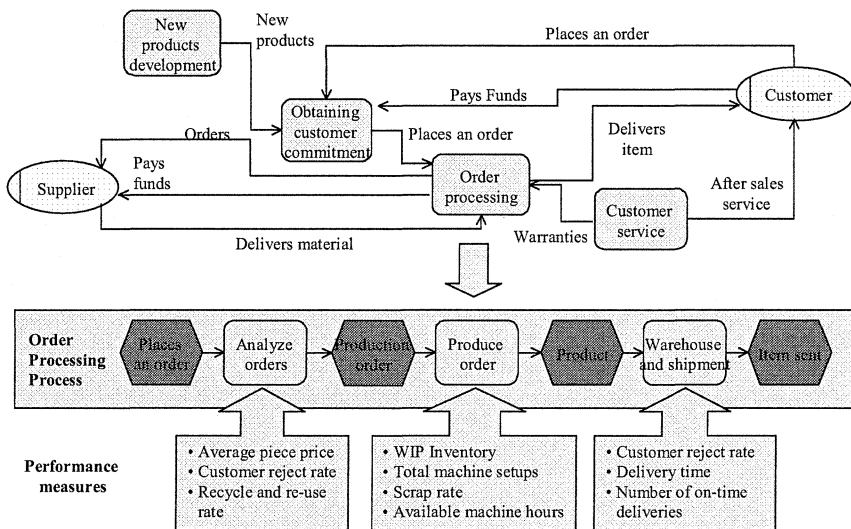 New
products
development
New
products
Places an order
Customer
Pays Funds
Obtaining
customer
commitment
Places an order
Delivers
item
Orders
Pays
funds
Supplier
Order
processing
Customer
service
After sales
service
Warranties
Delivers material
Order
Processing
Process
Places
an order
Analyze
orders
Production
order
Produce
order
Product
Warehouse
and shipment
Item sent
Performance
measures
• Average piece price
• Customer reject rate
• Recycle and re-use
rate
• WIP Inventory
• Total machine setups
• Scrap rate
• Available machine hours
• Customer reject rate
• Delivery time
• Number of on-time
deliveries